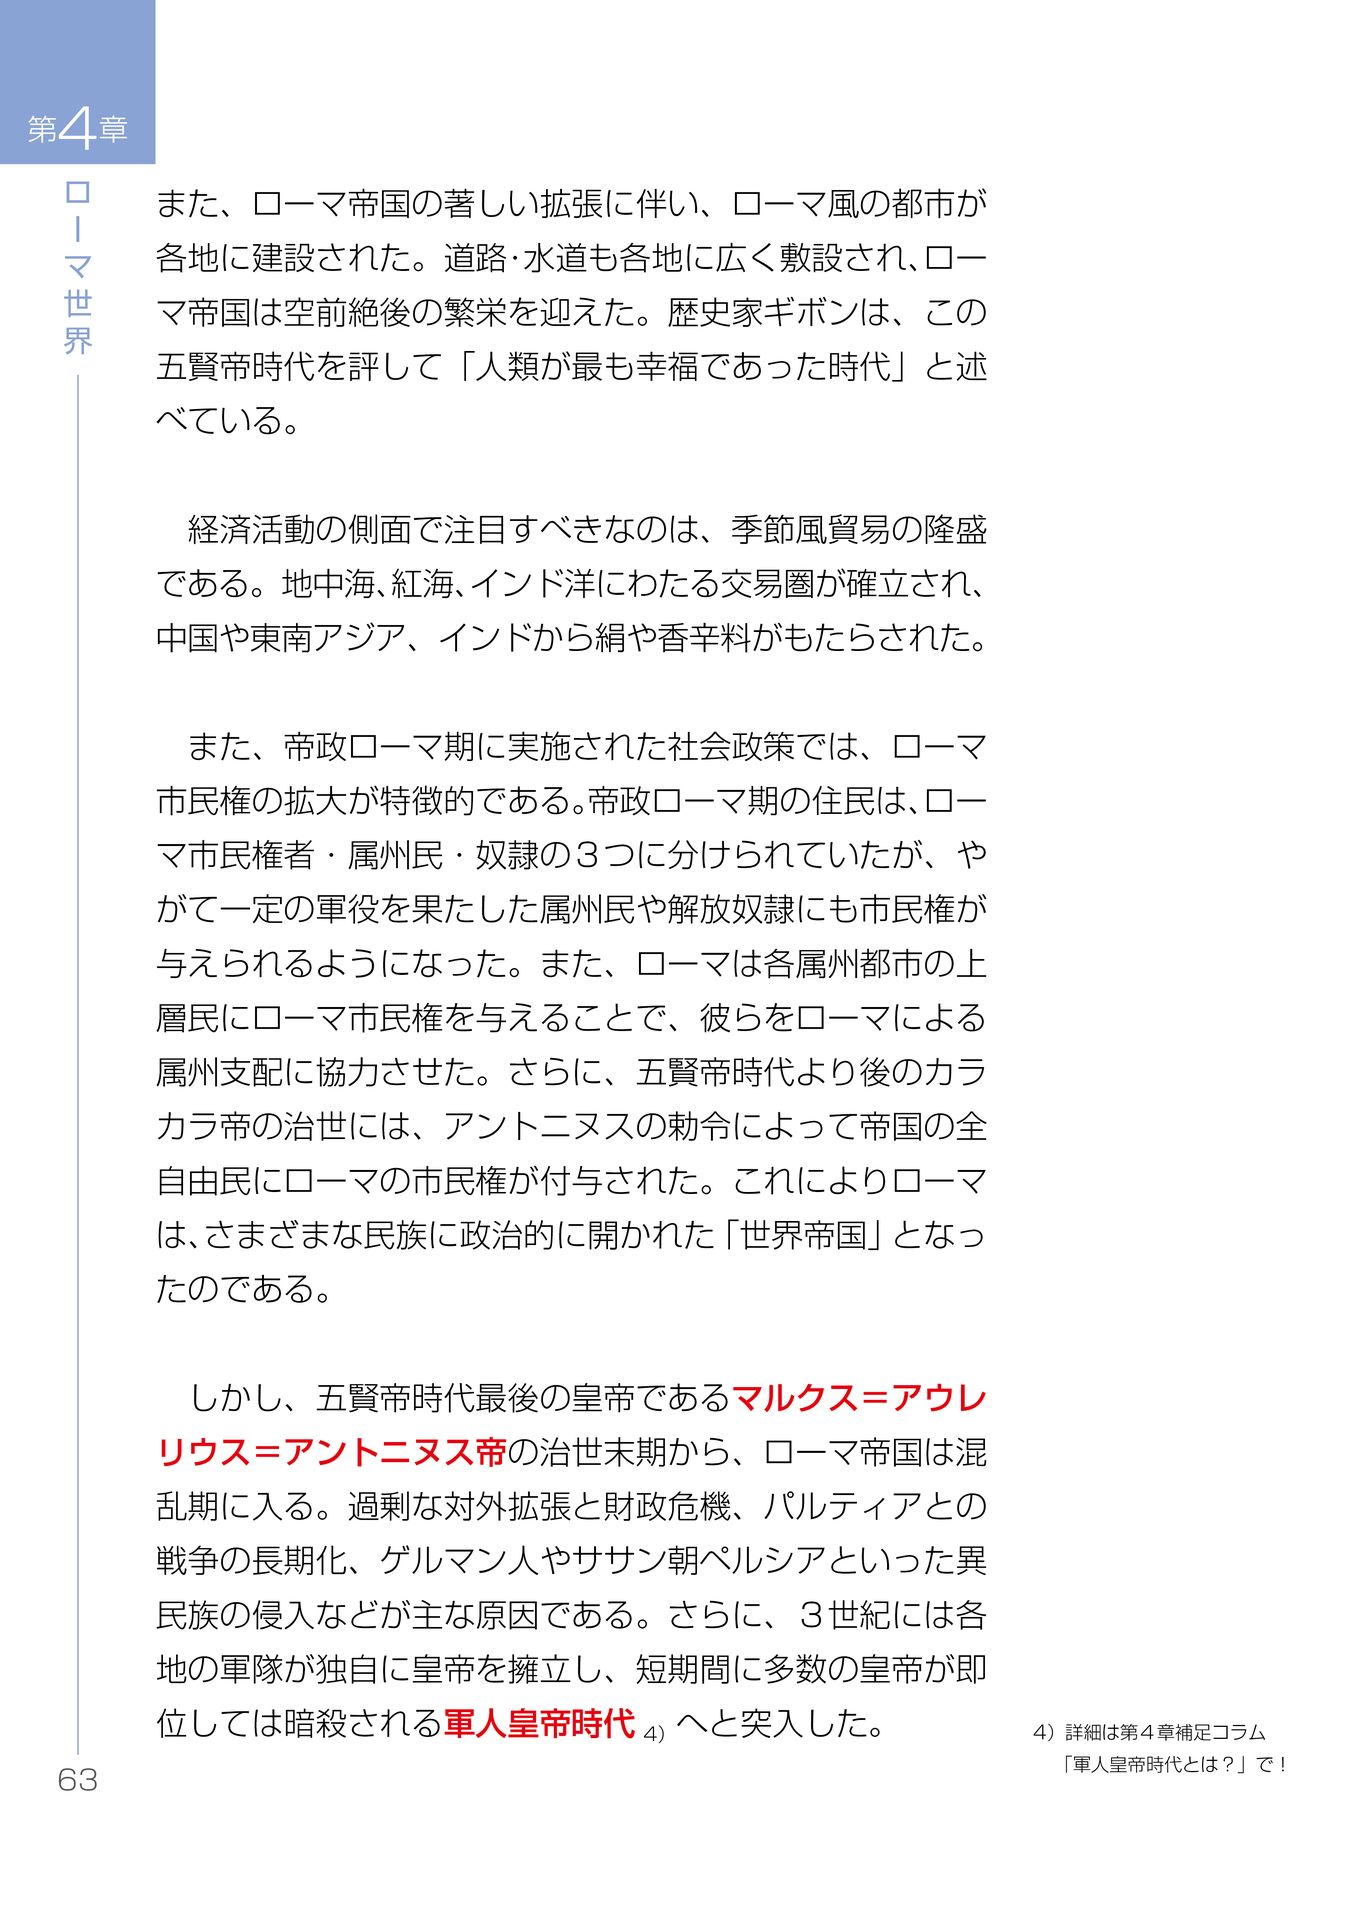 第4章
ローマ世界
また、ローマ帝国の著しい拡張に伴い、ローマ風の都市が
各地に建設された。道路・水道も各地に広く敷設され、ロー
マ帝国は空前絶後の繁栄を迎えた。歴史家ギボンは、この
五賢帝時代を評して「人類が最も幸福であった時代」と述
べている。
経済活動の側面で注目すべきなのは、季節風貿易の隆盛
である。地中海、紅海、インド洋にわたる交易圏が確立され、
中国や東南アジア、インドから絹や香辛料がもたらされた。
また、帝政ローマ期に実施された社会政策では、ローマ
市民権の拡大が特徴的である。帝政ローマ期の住民は、ロー
マ市民権者・属州民・奴隷の３つに分けられていたが、や
がて一定の軍役を果たした属州民や解放奴隷にも市民権が
与えられるようになった。また、ローマは各属州都市の上
層民にローマ市民権を与えることで、彼らをローマによる
属州支配に協力させた。さらに、五賢帝時代より後のカラ
カラ帝の治世には、アントニヌスの勅令によって帝国の全
自由民にローマの市民権が付与された。これによりローマ
は、さまざまな民族に政治的に開かれた「世界帝国」となっ
たのである。
しかし、五賢帝時代最後の皇帝であるマルクス＝アウレ
リウス＝アントニヌス帝の治世末期から、ローマ帝国は混
乱期に入る。過剰な対外拡張と財政危機、パルティアとの
戦争の長期化、ゲルマン人やササン朝ペルシアといった異
民族の侵入などが主な原因である。さらに、３世紀には各
地の軍隊が独自に皇帝を擁立し、短期間に多数の皇帝が即
位しては暗殺される軍人皇帝時代 4) へと突入した。
4) 詳細は第４章補足コラム
「軍人皇帝時代とは？」で！
63